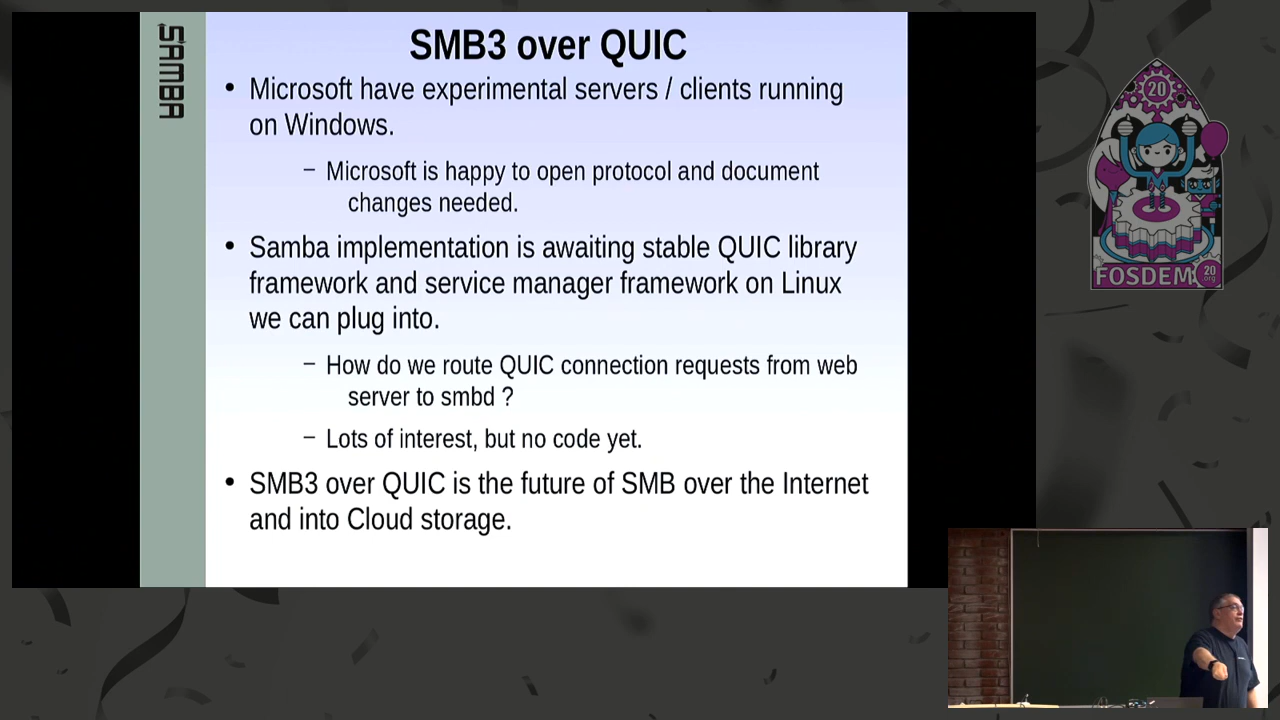 SAMBA
SMB3 over QUIC
• Microsoft have experimental servers / clients running
on Windows.
– Microsoft is happy to open protocol and document
changes needed.
• Samba implementation is awaiting stable QUIC library
framework and service manager framework on Linux
we can plug into.
– How do we route QUIC connection requests from web
server to smbd ?
– Lots of interest, but no code yet.
• SMB3 over QUIC is the future of SMB over the Internet
and into Cloud storage.
20
FOSDEM
20
.org